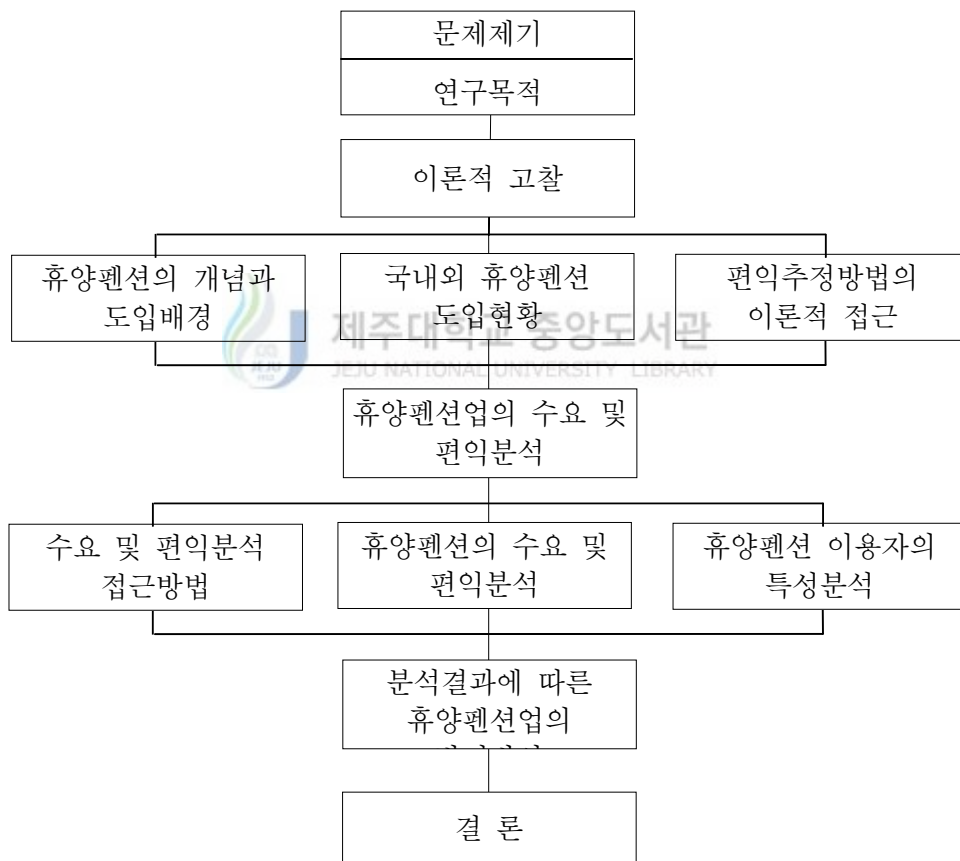 문제제기
연구목적
이론적 고찰
휴양펜션의 개념과
도입배경
국내외 휴양펜션
도입현황
편익추정방법의
이론적 접근
제주대학교 중앙도서관
JEJU NATIONAL UNIVERSITY LIBRARY
JEJU
1952
휴양펜션업의 수요 및
편익분석
수요 및 편익분석
접근방법
휴양펜션의 수요 및
편익분석
휴양펜션 이용자의
특성분석
분석결과에 따른
휴양펜션업의
결 론